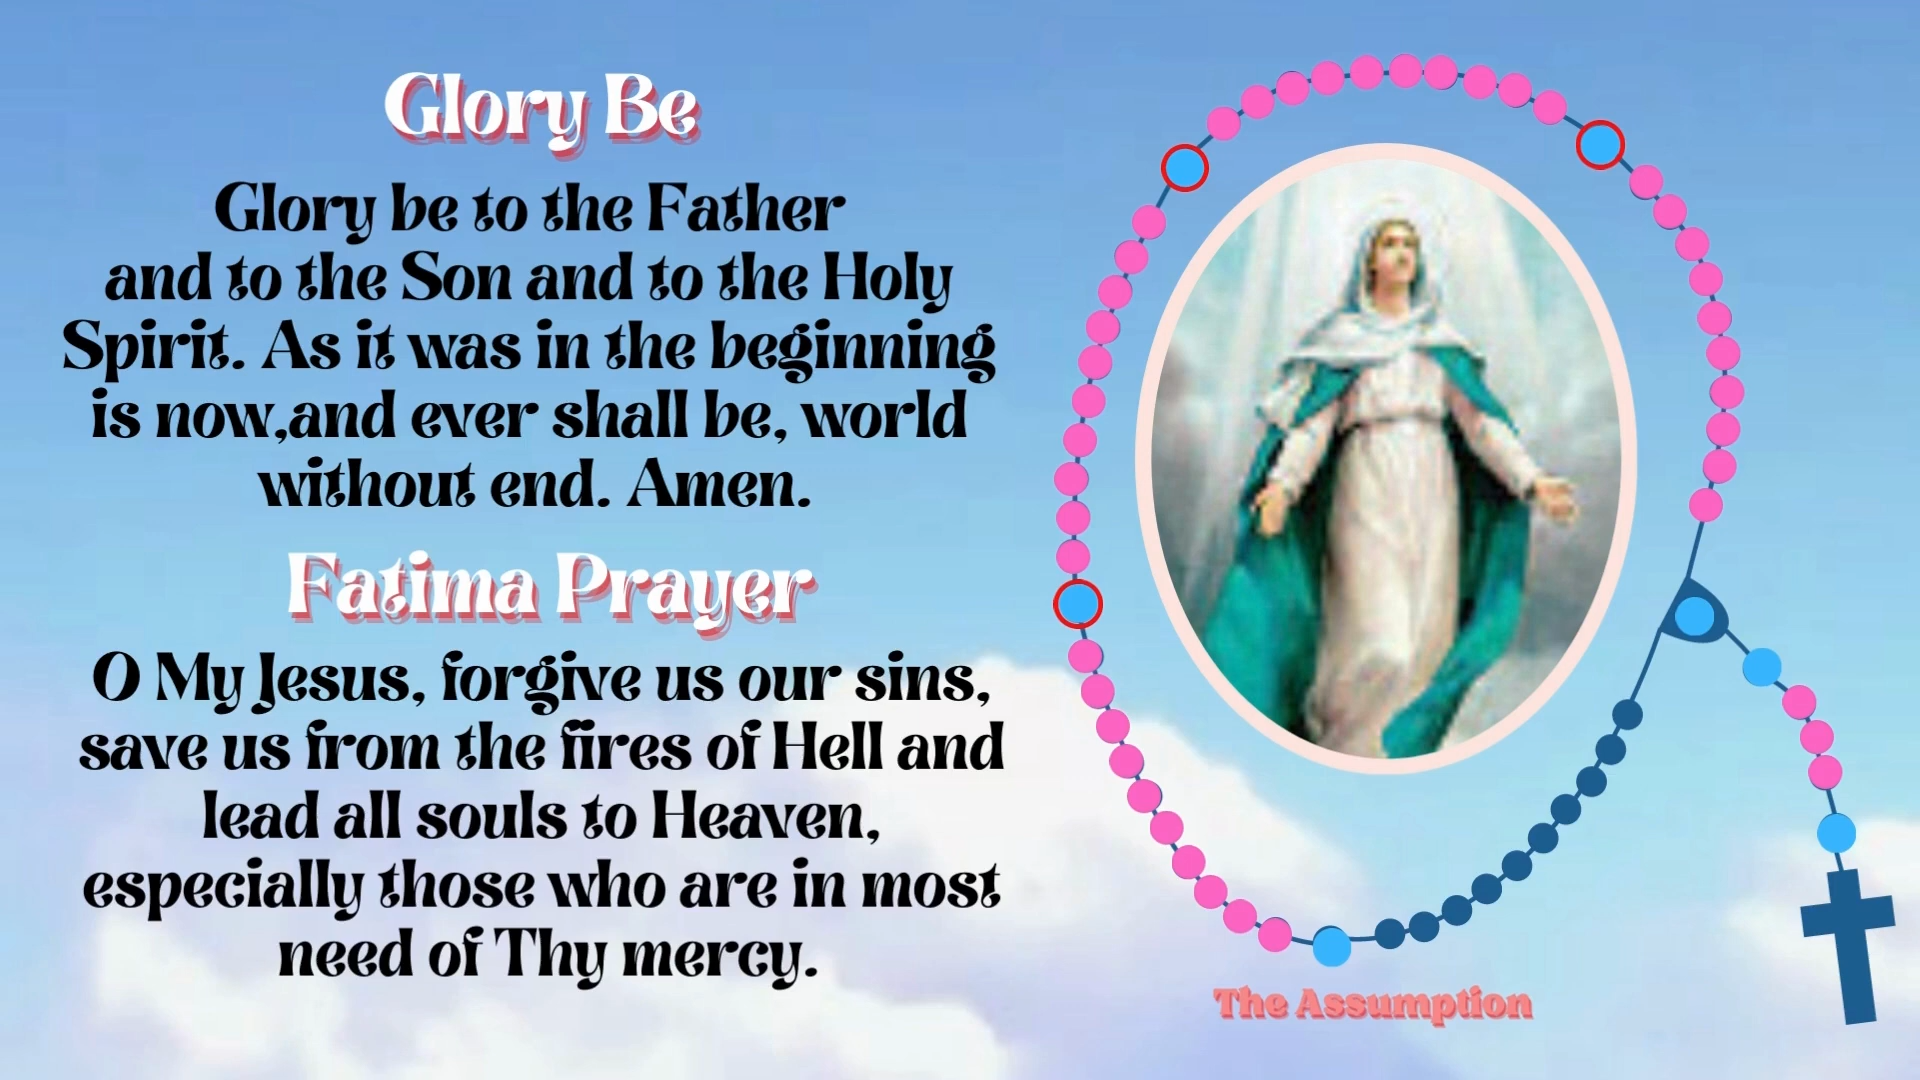 Glory Be
Glory be to the Father
and to the Son and to the Holy
Spirit. As it was in the beginning
is now,and ever shall be, world
without end. Amen.
Fatima Prayer
O My Jesus, forgive us our sins,
save us from the fires of Hell and
lead all souls to Heaven,
especially those who are in most
need of Thy mercy.
The Assumption